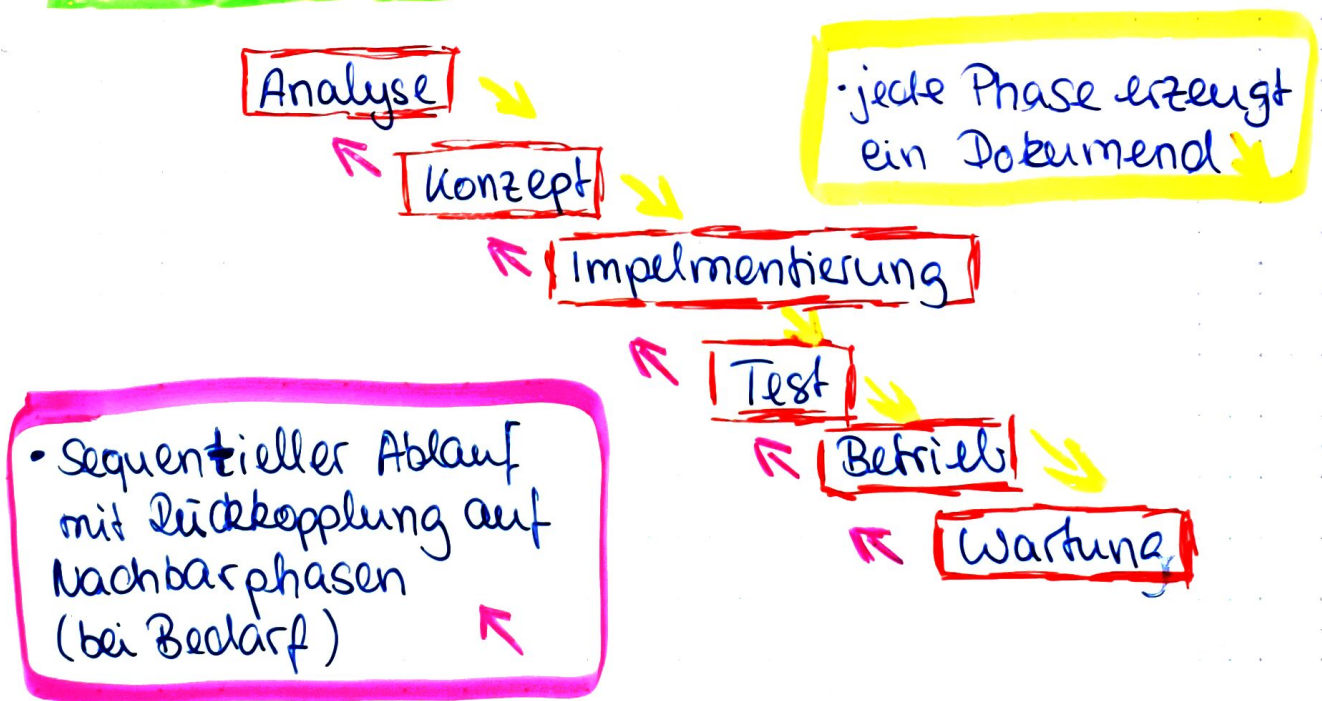 Analyse
· jede Phase erzeugt
ein Dokumend
Konzept
Impelmentierung
Test
Betrieb
Wartung
• Sequentieller Ablauf
mit Rückkopplung auf
Nachbarphasen
(bei Bedarf)